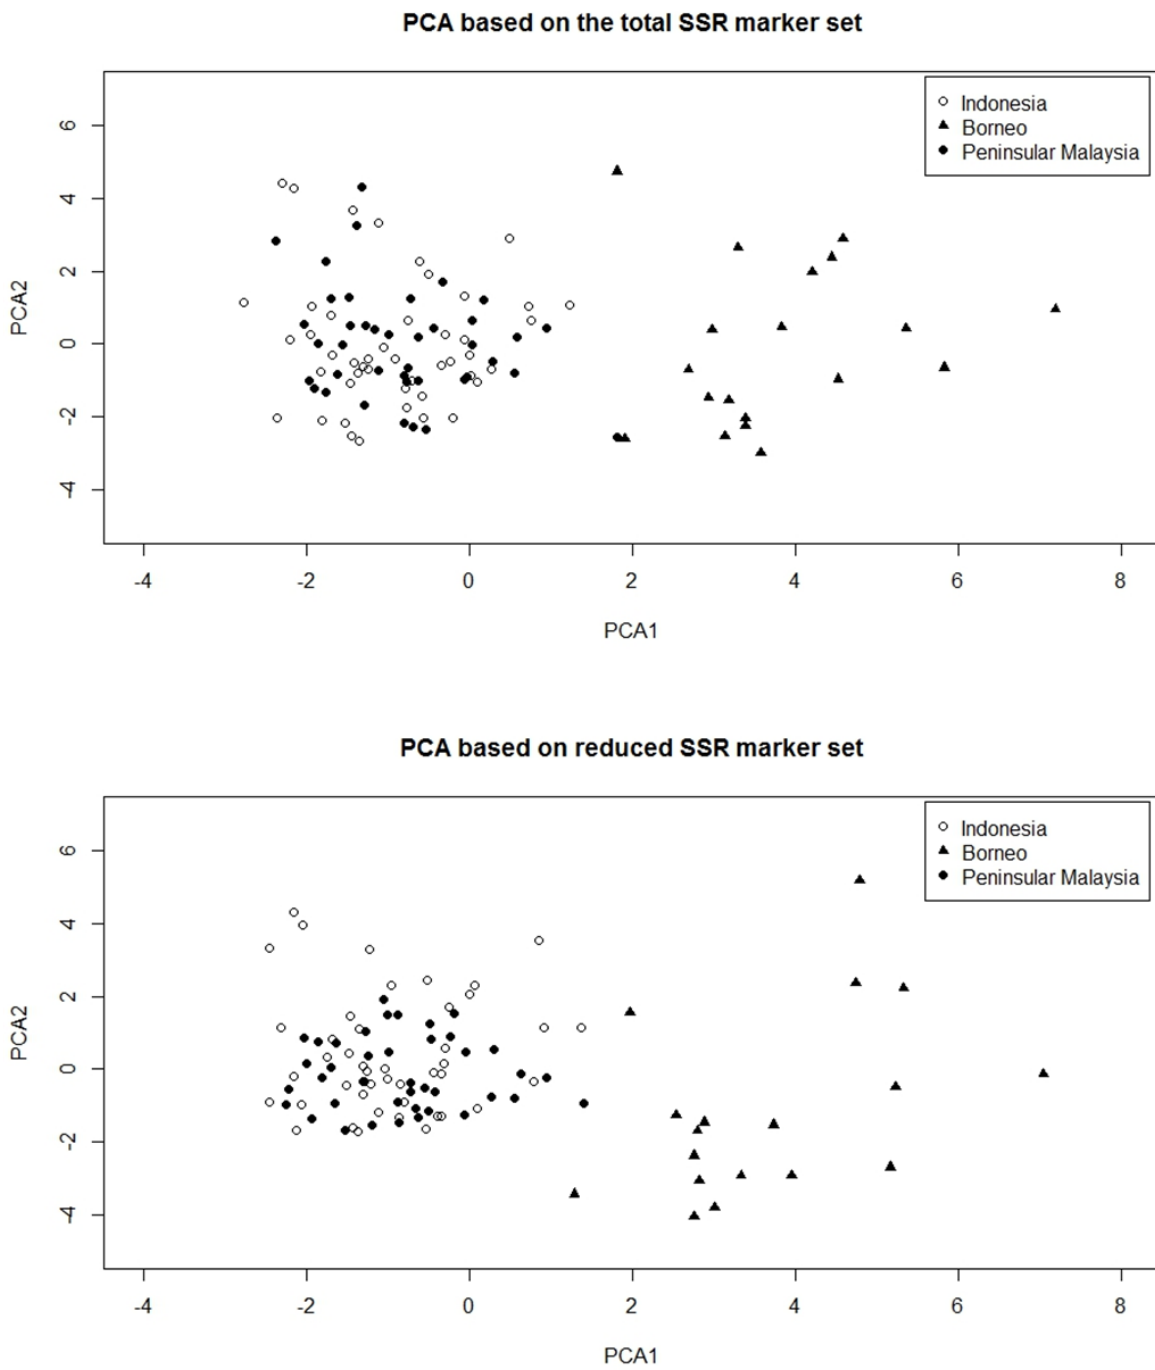 PCA based on the total SSR marker set
Indonesia
Borneo
Peninsular Malaysia
PCA2
6
4
2
0
-2
-4
-4
-2
0
2
4
6
8
PCA1
PCA based on reduced SSR marker set
Indonesia
Borneo
Peninsular Malaysia
PCA2
6
4
2
0
-2
-4
-4
-2
0
2
4
6
8
PCA1